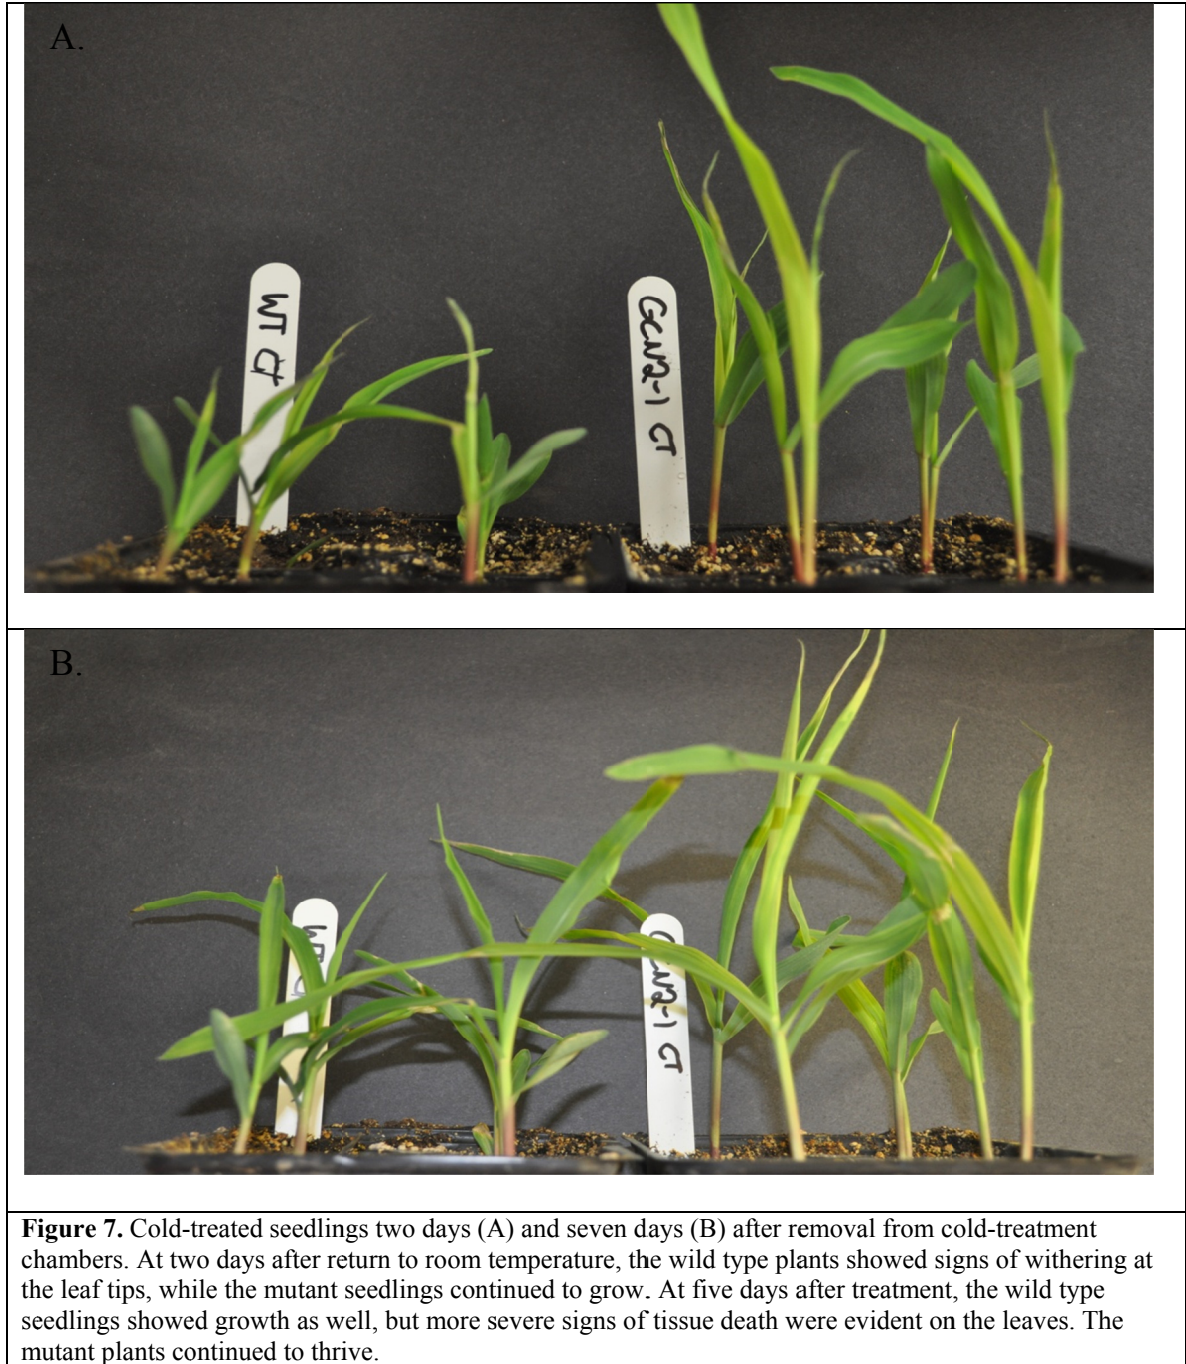 A.
WT CT
GCN2-1 CT
B.
GCN2-1 CT
Figure 7. Cold-treated seedlings two days (A) and seven days (B) after removal from cold-treatment
chambers. At two days after return to room temperature, the wild type plants showed signs of withering at
the leaf tips, while the mutant seedlings continued to grow. At five days after treatment, the wild type
seedlings showed growth as well, but more severe signs of tissue death were evident on the leaves. The
mutant plants continued to thrive.